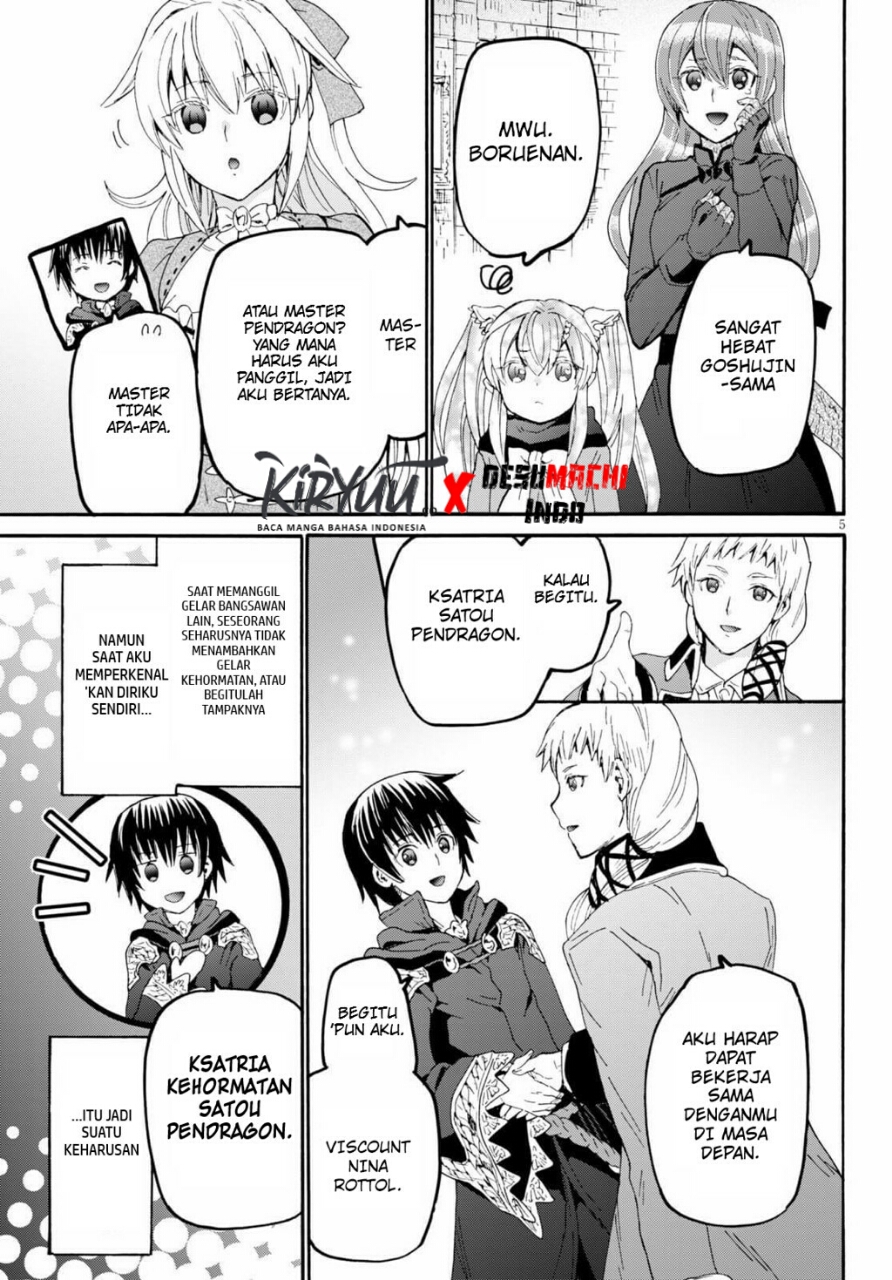 MWU.
BORUENAN.
SANGAT
HEBAT
GOSHUJIN
-SAMA
MAS-
TER
ATAU MASTER
PENDRAGON?
YANG MANA
HARUS AKU
PANGGIL, JADI
AKU BERTANYA.
MASTER
TIDAK
APA-APA.
KIRYUU
.CO
BACA MANGA BAHASA INDONESIA
X
DESUMACHI
INDO
5
KALAU
BEGITU.
KSATRIA
SATOU
PENDRAGON.
SAAT MEMANGGIL
GELAR BANGSAWAN
LAIN, SESEORANG
SEHARUSNYA TIDAK
MENAMBAHKAN
GELAR
KEHORMATAN, ATAU
BEGITULAH
TAMPAKNYA
NAMUN
SAAT AKU
MEMPERKENAL
'KAN DIRIKU
SENDIRI...
AKU HARAP
DAPAT
BEKERJA
SAMA
DENGANMU
DI MASA
DEPAN.
BEGITU
'PUN AKU.
VISCOUNT
NINA
ROTTOL.
KSATRIA
KEHORMATAN
SATOU
PENDRAGON.
...ITU JADI
SUATU
KEHARUSAN